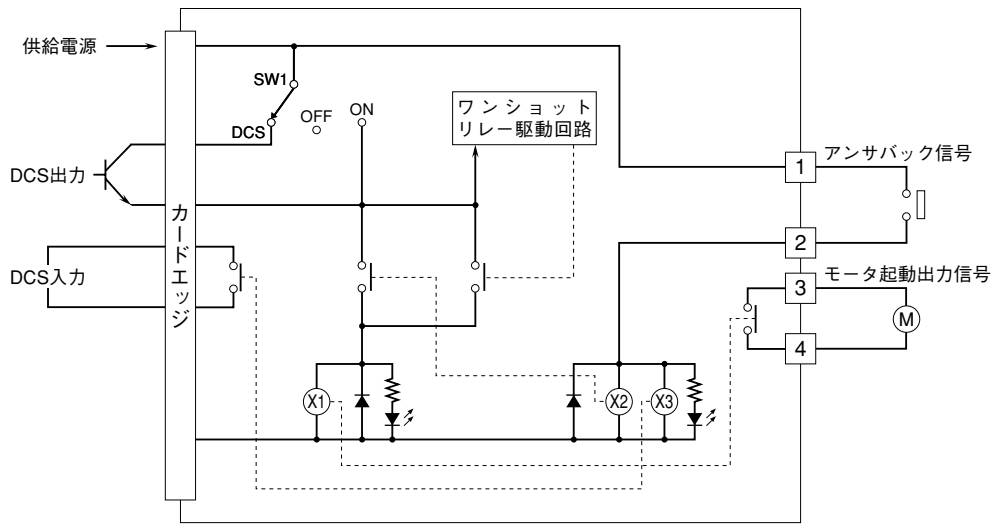 供給電源
SW1
OFF
ON
DCS
ワンショット
リレー駆動回路
1
アンサバック信号
DCS出力
カードエッジ
2
DCS入力
3
モータ起動出力信号
M
4
X1
X2
X3